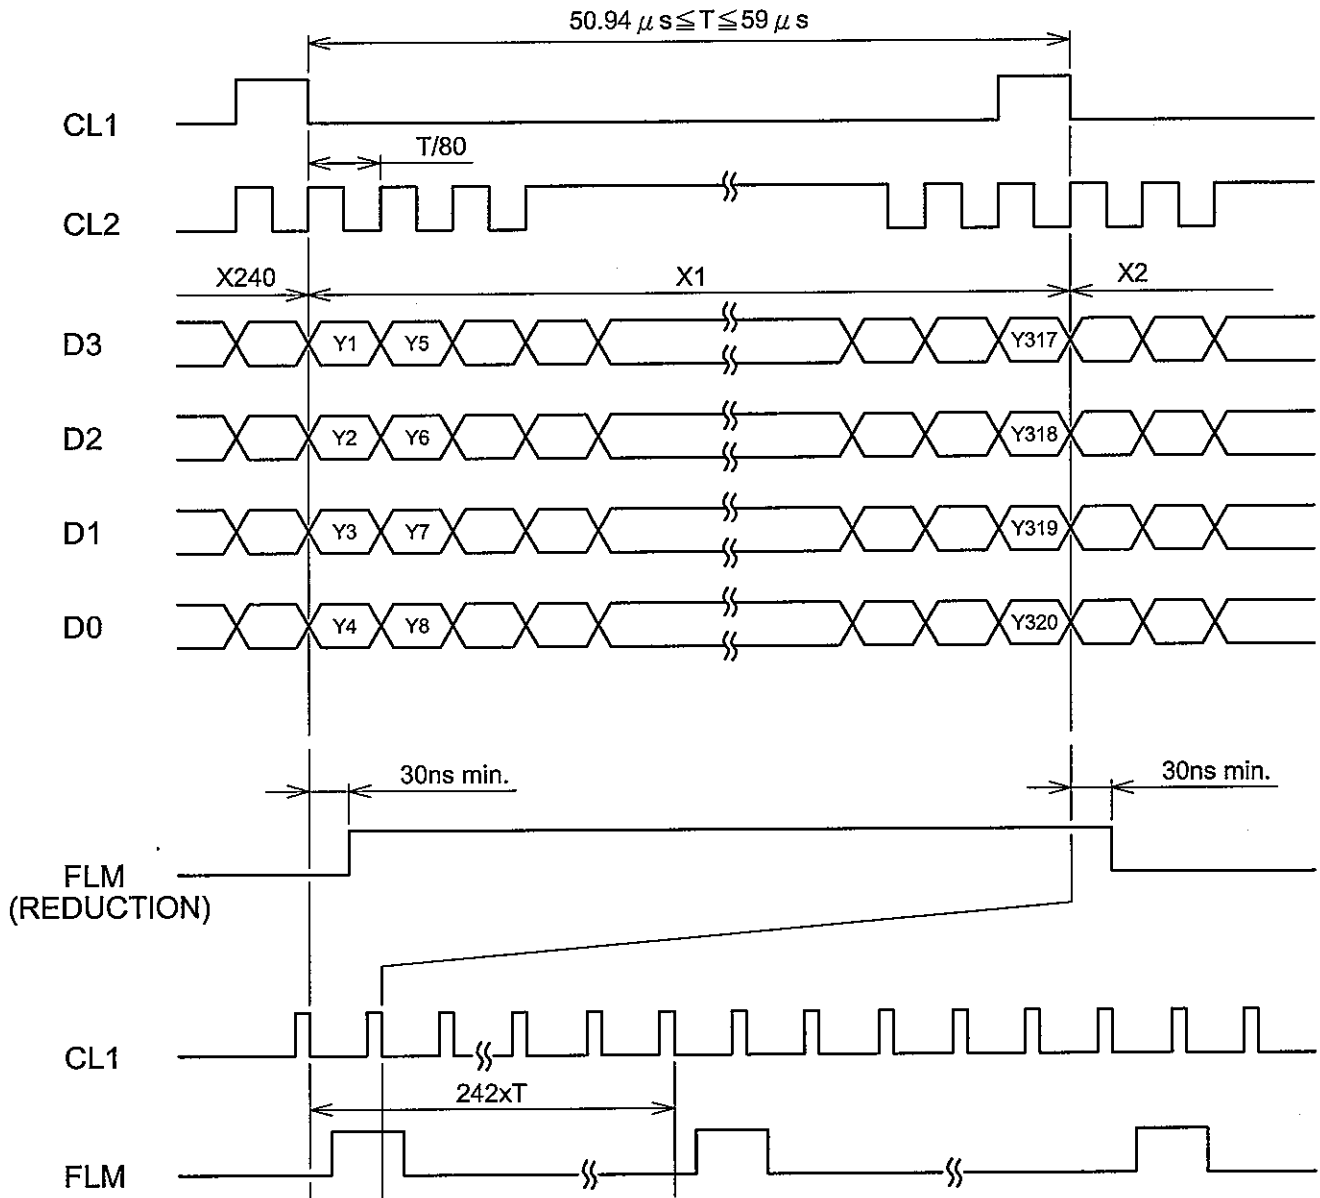 50.94 μs≦T≦59 μs
CL1
T/80
CL2
X240 X1 X2
D3 Y1 Y5 Y317
D2 Y2 Y6 Y318
D1 Y3 Y7 Y319
D0 Y4 Y8 Y320
30ns min. 30ns min.
FLM
(REDUCTION)
CL1
242xT
FLM